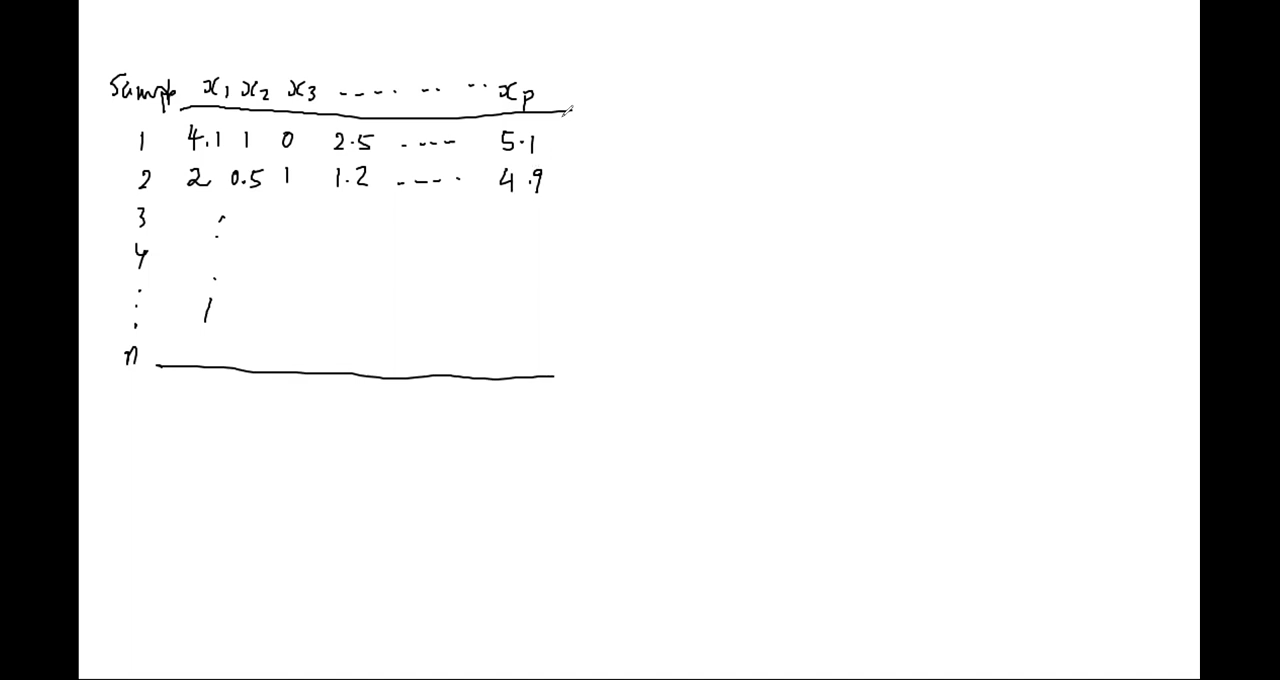 Sample x₁ x₂ x₃ ---- · -- ·· xₚ
1 4.1 1 0 2.5 ---- 5.1
2 2 0.5 1 1.2 ---- 4.9
3 :
4
: .
n